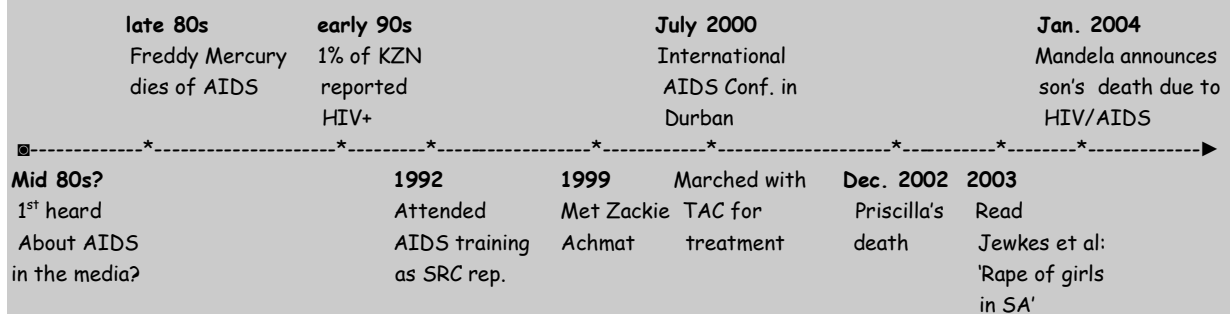 late 80s early 90s July 2000 Jan. 2004
Freddy Mercury 1% of KZN International Mandela announces
dies of AIDS reported AIDS Conf. in son's death due to
HIV+ Durban HIV/AIDS
◙-------------*--------------------*---------*------------------*------------*--------------------*-----------*--------*-------------►
Mid 80s? 1992 1999 Marched with Dec. 2002 2003
1st heard Attended Met Zackie TAC for Priscilla's Read
About AIDS AIDS training Achmat treatment death Jewkes et al:
in the media? as SRC rep. 'Rape of girls
in SA'